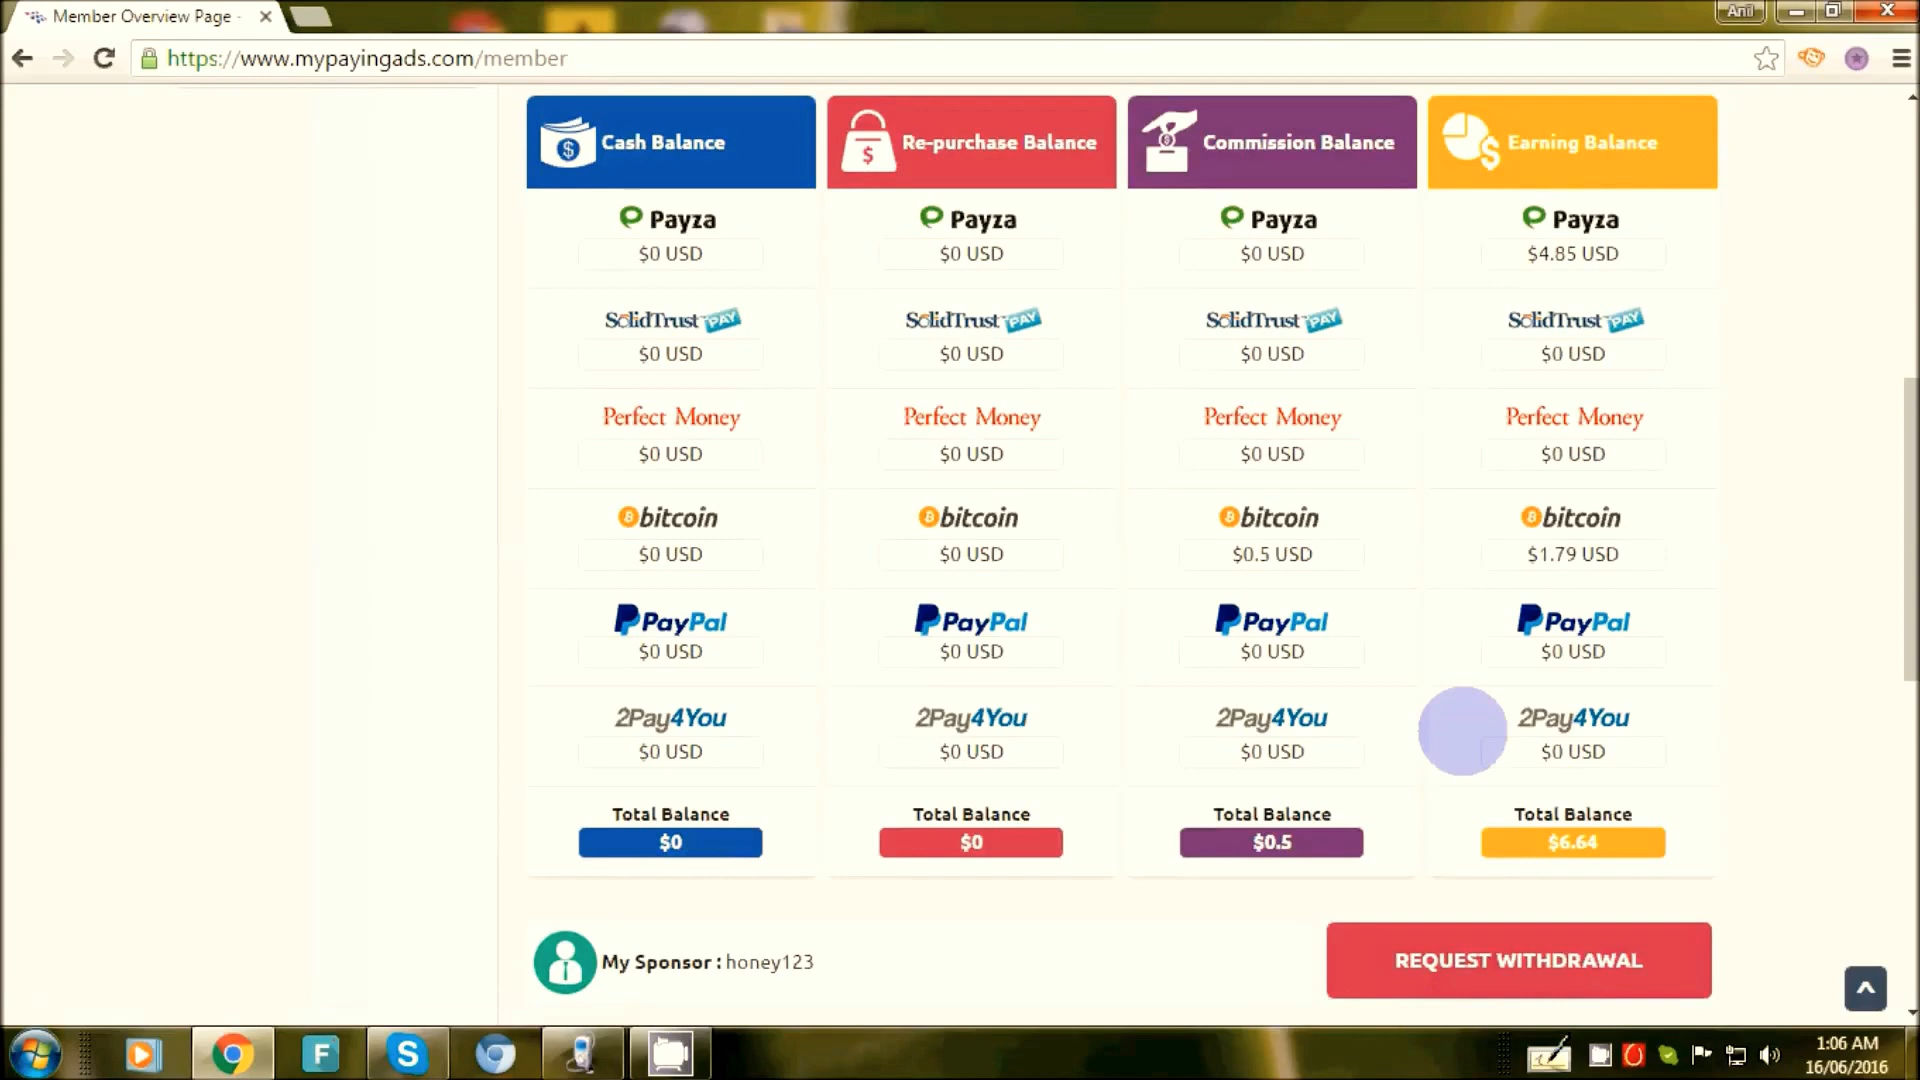 Member Overview Page -
Anil
https://www.mypayingads.com/member
Cash Balance
Re-purchase Balance
Commission Balance
Earning Balance
Payza
Payza
Payza
Payza
$0 USD
$0 USD
$0 USD
$4.85 USD
SolidTrust PAY
SolidTrust PAY
SolidTrust PAY
SolidTrust PAY
$0 USD
$0 USD
$0 USD
$0 USD
Perfect Money
Perfect Money
Perfect Money
Perfect Money
$0 USD
$0 USD
$0 USD
$0 USD
bitcoin
bitcoin
bitcoin
bitcoin
$0 USD
$0 USD
$0.5 USD
$1.79 USD
PayPal
PayPal
PayPal
PayPal
$0 USD
$0 USD
$0 USD
$0 USD
2Pay4You
2Pay4You
2Pay4You
2Pay4You
$0 USD
$0 USD
$0 USD
$0 USD
Total Balance
Total Balance
Total Balance
Total Balance
$0
$0
$0.5
$6.64
My Sponsor : honey123
REQUEST WITHDRAWAL
1:06 AM
16/06/2016